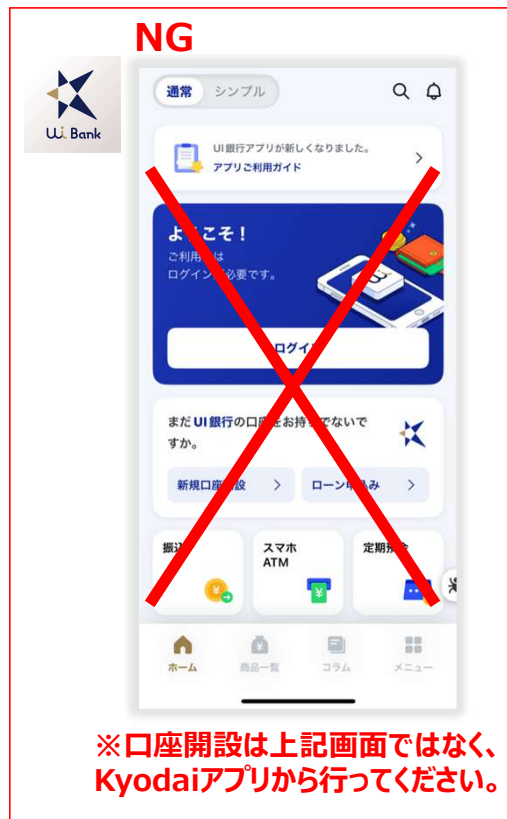 NG
Ui Bank
通常 シンプル
UI銀行アプリが新しくなりました。
アプリご利用ガイド
ようこそ！
ご利用には
ログインが必要です。
ログイン
まだUI銀行の口座をお持ちでないで
すか。
新規口座開設
ローン申込み
振込
スマホ
ATM
定期預金
ホーム
商品一覧
コラム
メニュー
※口座開設は上記画面ではなく、
Kyodaiアプリから行ってください。